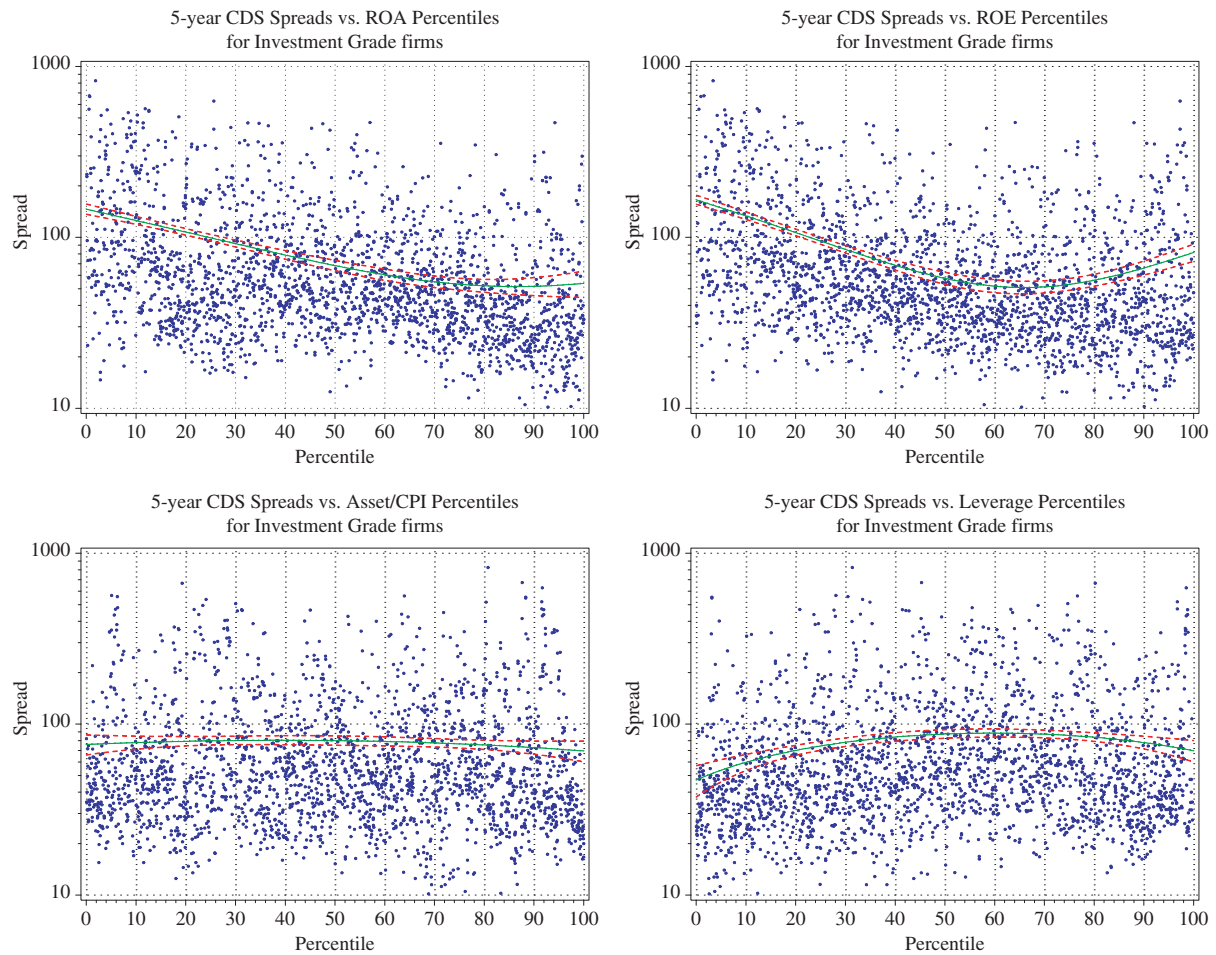 5-year CDS Spreads vs. ROA Percentiles
for Investment Grade firms
1000
100
10
Spread
0 10 20 30 40 50 60 70 80 90 100
Percentile
5-year CDS Spreads vs. ROE Percentiles
for Investment Grade firms
1000
100
10
Spread
0 10 20 30 40 50 60 70 80 90 100
Percentile
5-year CDS Spreads vs. Asset/CPI Percentiles
for Investment Grade firms
1000
100
10
Spread
0 10 20 30 40 50 60 70 80 90 100
Percentile
5-year CDS Spreads vs. Leverage Percentiles
for Investment Grade firms
1000
100
10
Spread
0 10 20 30 40 50 60 70 80 90 100
Percentile